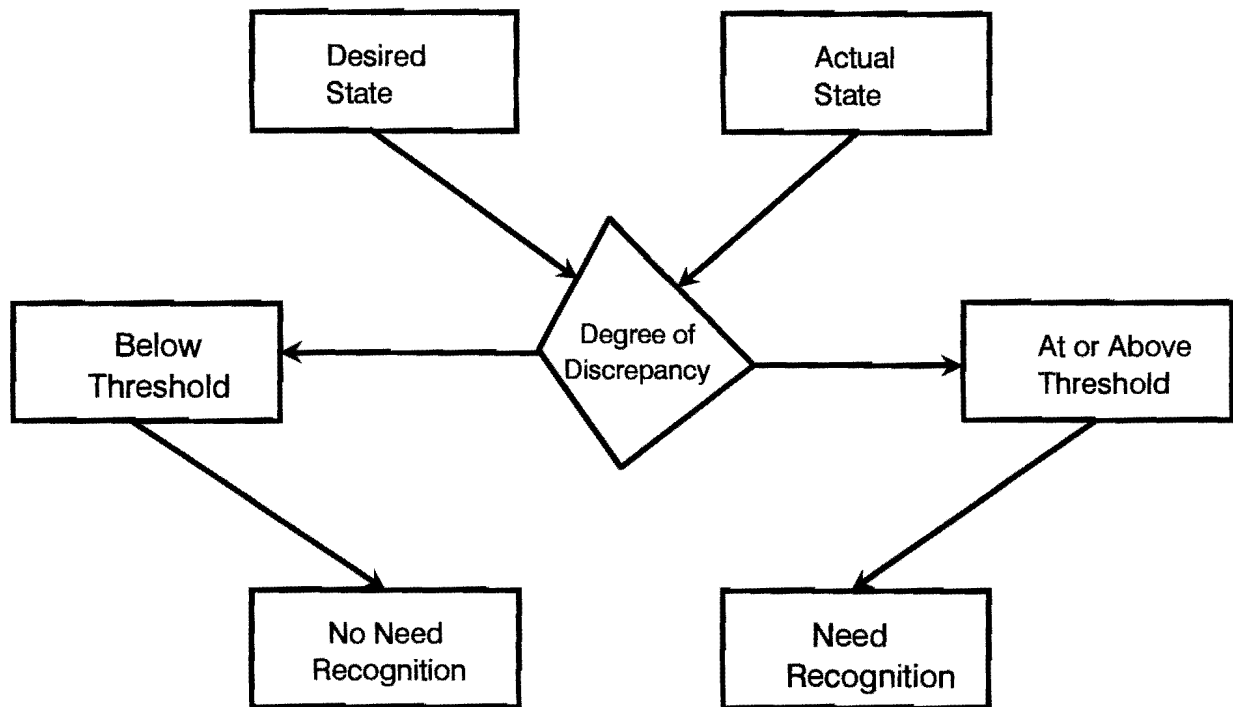 Desired
State
Actual
State
Degree of
Discrepancy
Below
Threshold
At or Above
Threshold
No Need
Recognition
Need
Recognition